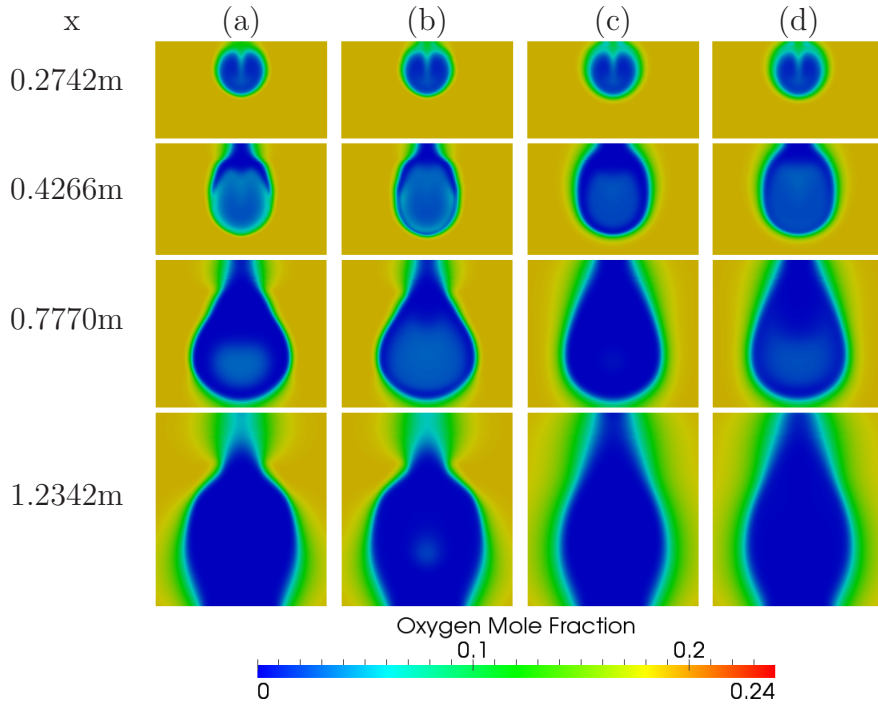 x (a) (b) (c) (d)
0.2742m
0.4266m
0.7770m
1.2342m
Oxygen Mole Fraction
0.1 0.2
0 0.24